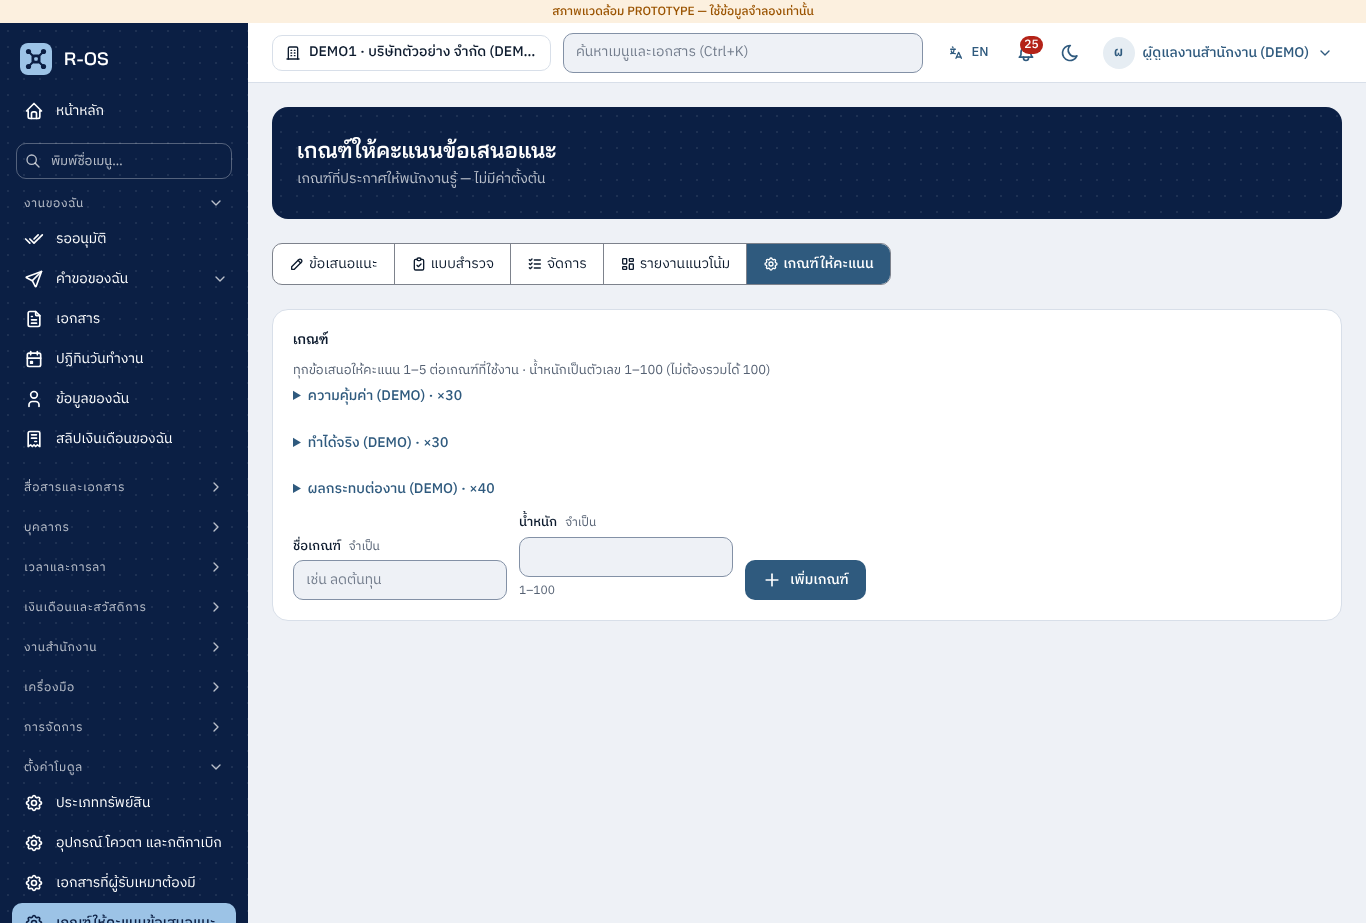 สภาพแวดล้อม PROTOTYPE — ใช้ข้อมูลจำลองเท่านั้น
R-OS
DEMO1 · บริษัทตัวอย่าง จำกัด (DEM...
ค้นหาเมนูและเอกสาร (Ctrl+K)
EN
25
ผ
ผู้ดูแลงานสำนักงาน (DEMO)
หน้าหลัก
พิมพ์ชื่อเมนู...
งานของฉัน
รออนุมัติ
คำขอของฉัน
เอกสาร
ปฏิทินวันทำงาน
ข้อมูลของฉัน
สลิปเงินเดือนของฉัน
สื่อสารและเอกสาร
บุคลากร
เวลาและการลา
เงินเดือนและสวัสดิการ
งานสำนักงาน
เครื่องมือ
การจัดการ
ตั้งค่าโมดูล
ประเภททรัพย์สิน
อุปกรณ์ โควตา และกติกาเบิก
เอกสารที่ผู้รับเหมาต้องมี
เกณฑ์ให้คะแนนข้อเสนอแนะ
เกณฑ์ให้คะแนนข้อเสนอแนะ
เกณฑ์ที่ประกาศให้พนักงานรู้ — ไม่มีค่าตั้งต้น
ข้อเสนอแนะ
แบบสำรวจ
จัดการ
รายงานแนวโน้ม
เกณฑ์ให้คะแนน
เกณฑ์
ทุกข้อเสนอให้คะแนน 1–5 ต่อเกณฑ์ที่ใช้งาน · น้ำหนักเป็นตัวเลข 1–100 (ไม่ต้องรวมได้ 100)
ความคุ้มค่า (DEMO) · ×30
ทำได้จริง (DEMO) · ×30
ผลกระทบต่องาน (DEMO) · ×40
ชื่อเกณฑ์ จำเป็น
เช่น ลดต้นทุน
น้ำหนัก จำเป็น
1–100
เพิ่มเกณฑ์